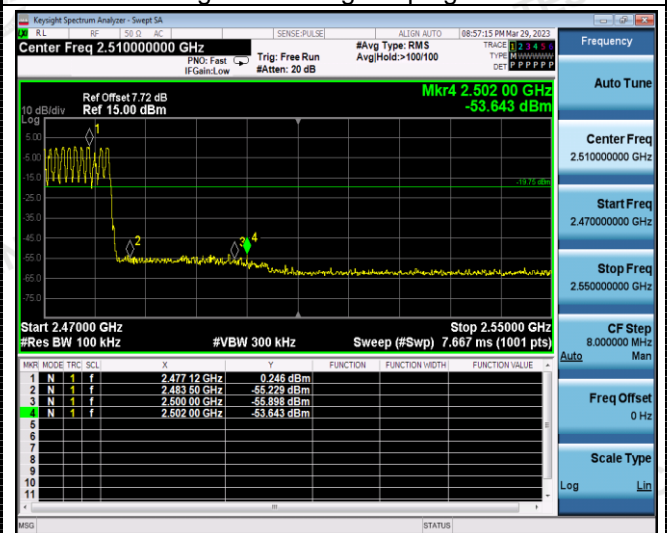 Keysight Spectrum Analyzer - Swept SA
RL RF 50 Ω AC SENSE:PULSE ALIGN AUTO 08:57:15 PM Mar 29, 2023
Center Freq 2.510000000 GHz #Avg Type: RMS TRACE 1 2 3 4 5 6
PNO: Fast Trig: Free Run Avg|Hold:>100/100 TYPE M WWWWW
IFGain:Low #Atten: 20 dB DET P P P P P P
Frequency
Auto Tune
Mkr4 2.502 00 GHz
-53.643 dBm
Ref Offset 7.72 dB
10 dB/div Ref 15.00 dBm
Log
5.00
-5.00
-15.0
-25.0
-35.0
-45.0
-55.0
-65.0
-75.0
1
2
3
4
-19.75 dBm
Center Freq
2.510000000 GHz
Start Freq
2.470000000 GHz
Stop Freq
2.550000000 GHz
Start 2.47000 GHz Stop 2.55000 GHz
#Res BW 100 kHz #VBW 300 kHz Sweep (#Swp) 7.667 ms (1001 pts)
CF Step
8.000000 MHz
Auto Man
MKR MODE TRC SCL X Y FUNCTION FUNCTION WIDTH FUNCTION VALUE
1 N 1 f 2.477 12 GHz 0.246 dBm
2 N 1 f 2.483 50 GHz -55.229 dBm
3 N 1 f 2.500 00 GHz -55.898 dBm
4 N 1 f 2.502 00 GHz -53.643 dBm
5
6
7
8
9
10
11
Freq Offset
0 Hz
Scale Type
Log Lin
MSG STATUS